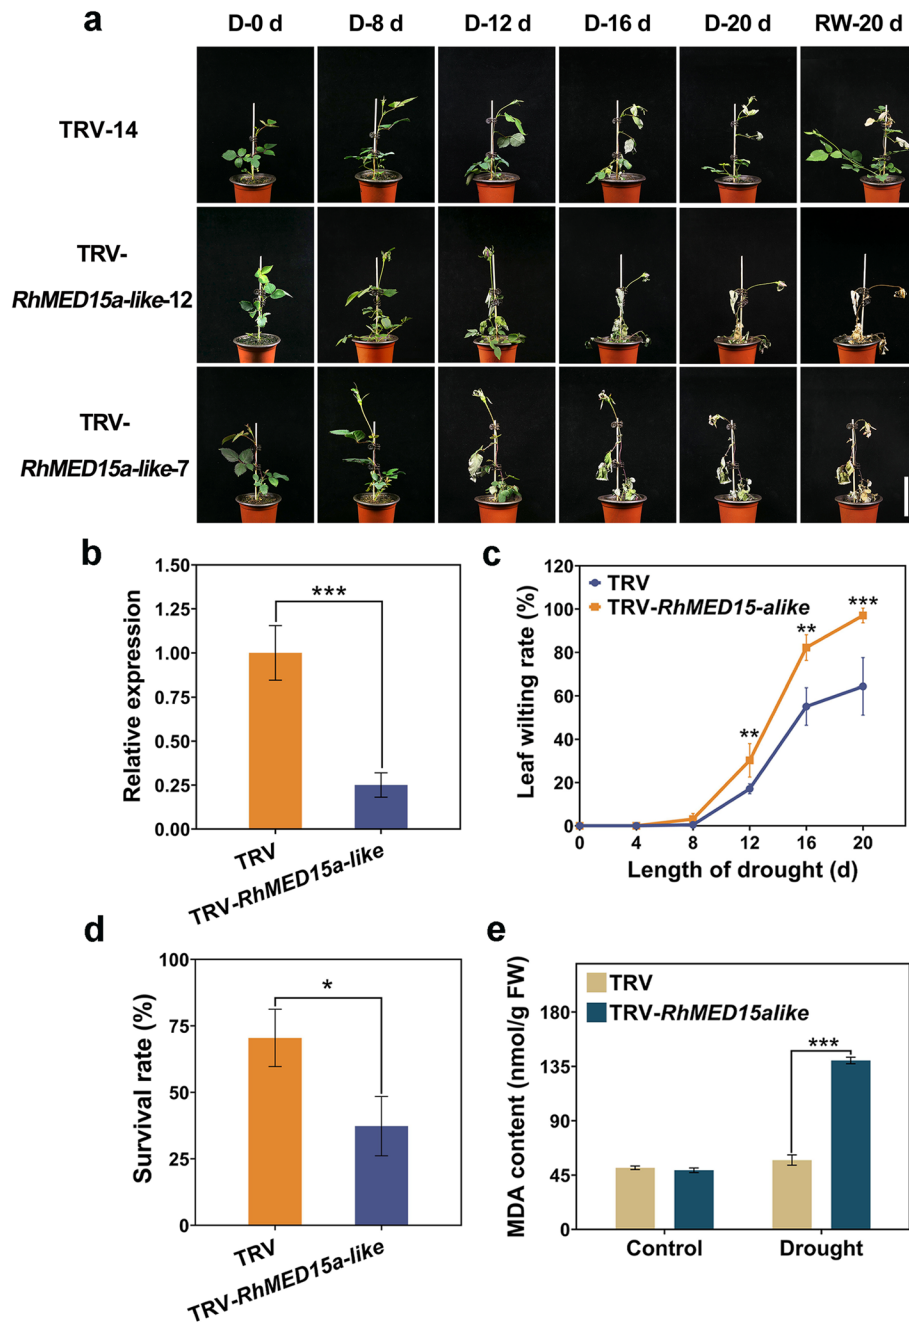 a
D-0 d D-8 d D-12 d D-16 d D-20 d RW-20 d
TRV-14
TRV-
RhMED15a-like-12
TRV-
RhMED15a-like-7
b
Relative expression
1.50
1.25
1.00
0.75
0.50
0.25
0.00
***
TRV
TRV-RhMED15a-like
c
Leaf wilting rate (%)
120
100
80
60
40
20
0
TRV
TRV-RhMED15-alike
**
**
***
0 4 8 12 16 20
Length of drought (d)
d
Survival rate (%)
100
75
50
25
0
*
TRV
TRV-RhMED15a-like
e
MDA content (nmol/g FW)
180
135
90
45
0
TRV
TRV-RhMED15alike
***
Control Drought